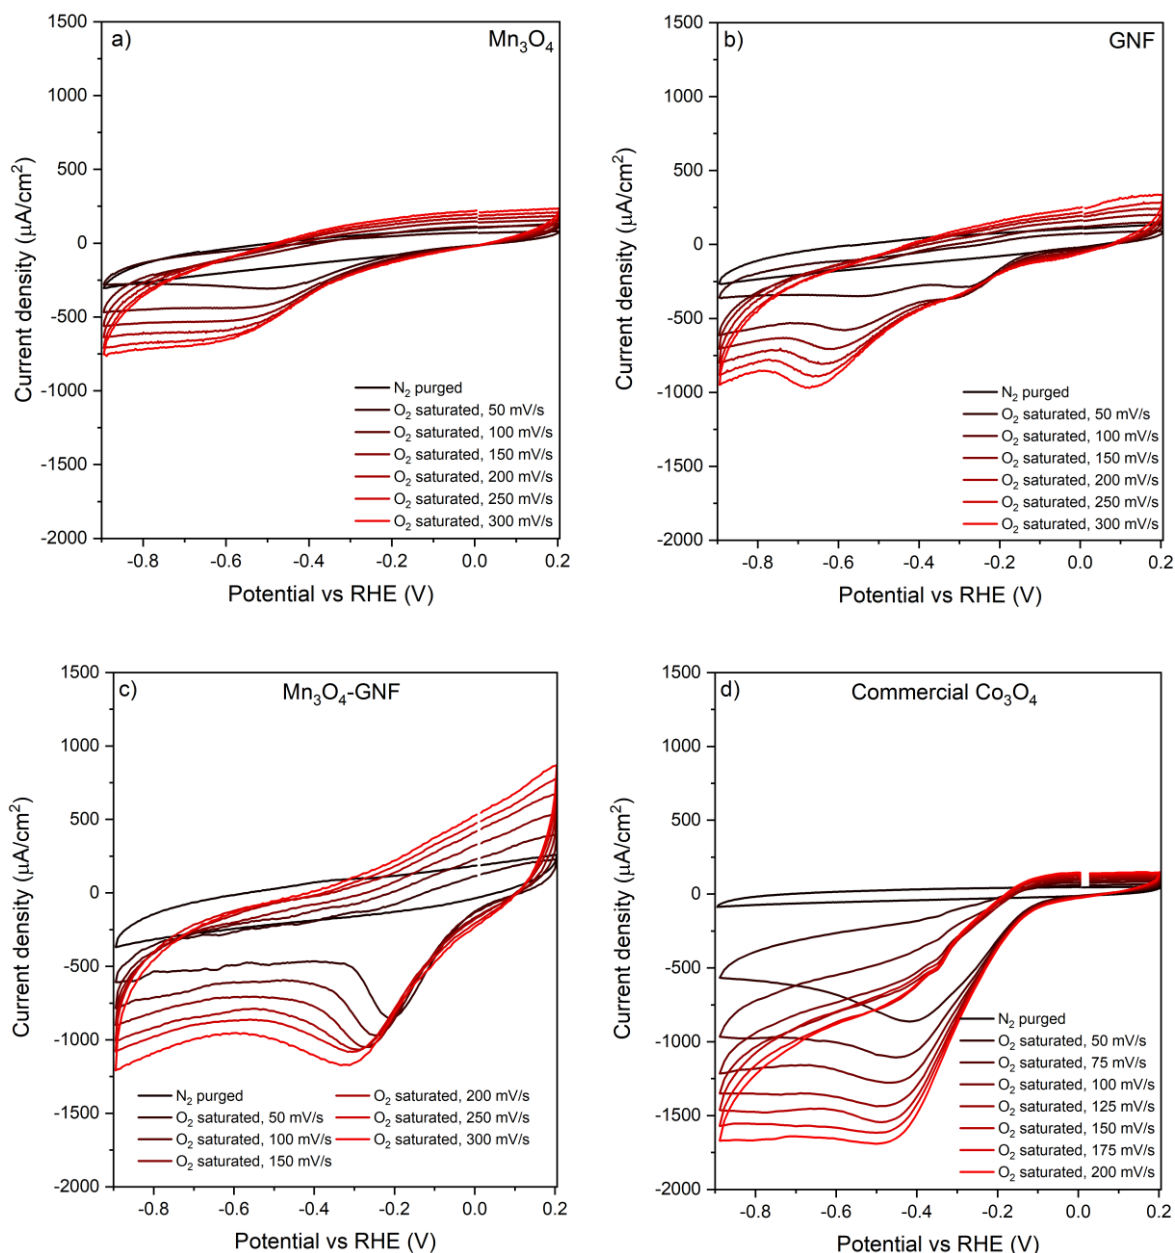 a)
Mn₃O₄
1500
1000
500
0
-500
-1000
-1500
-2000
Current density (μA/cm²)
N₂ purged
O₂ saturated, 50 mV/s
O₂ saturated, 100 mV/s
O₂ saturated, 150 mV/s
O₂ saturated, 200 mV/s
O₂ saturated, 250 mV/s
O₂ saturated, 300 mV/s
-0.8 -0.6 -0.4 -0.2 0.0 0.2
Potential vs RHE (V)
b)
GNF
1500
1000
500
0
-500
-1000
-1500
-2000
Current density (μA/cm²)
N₂ purged
O₂ saturated, 50 mV/s
O₂ saturated, 100 mV/s
O₂ saturated, 150 mV/s
O₂ saturated, 200 mV/s
O₂ saturated, 250 mV/s
O₂ saturated, 300 mV/s
-0.8 -0.6 -0.4 -0.2 0.0 0.2
Potential vs RHE (V)
c)
Mn₃O₄-GNF
1500
1000
500
0
-500
-1000
-1500
-2000
Current density (μA/cm²)
N₂ purged
O₂ saturated, 50 mV/s
O₂ saturated, 100 mV/s
O₂ saturated, 150 mV/s
O₂ saturated, 200 mV/s
O₂ saturated, 250 mV/s
O₂ saturated, 300 mV/s
-0.8 -0.6 -0.4 -0.2 0.0 0.2
Potential vs RHE (V)
d)
Commercial Co₃O₄
1500
1000
500
0
-500
-1000
-1500
-2000
Current density (μA/cm²)
N₂ purged
O₂ saturated, 50 mV/s
O₂ saturated, 75 mV/s
O₂ saturated, 100 mV/s
O₂ saturated, 125 mV/s
O₂ saturated, 150 mV/s
O₂ saturated, 175 mV/s
O₂ saturated, 200 mV/s
-0.8 -0.6 -0.4 -0.2 0.0 0.2
Potential vs RHE (V)